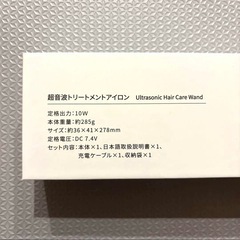 超音波トリートメントアイロン Ultrasonic Hair Care Wand
定格出力：10W
本体重量：約285g
サイズ：約36×41×278mm
定格電圧：DC 7.4V
セット内容：本体×1、日本語取扱説明書×1、
充電ケーブル×1、収納袋×1